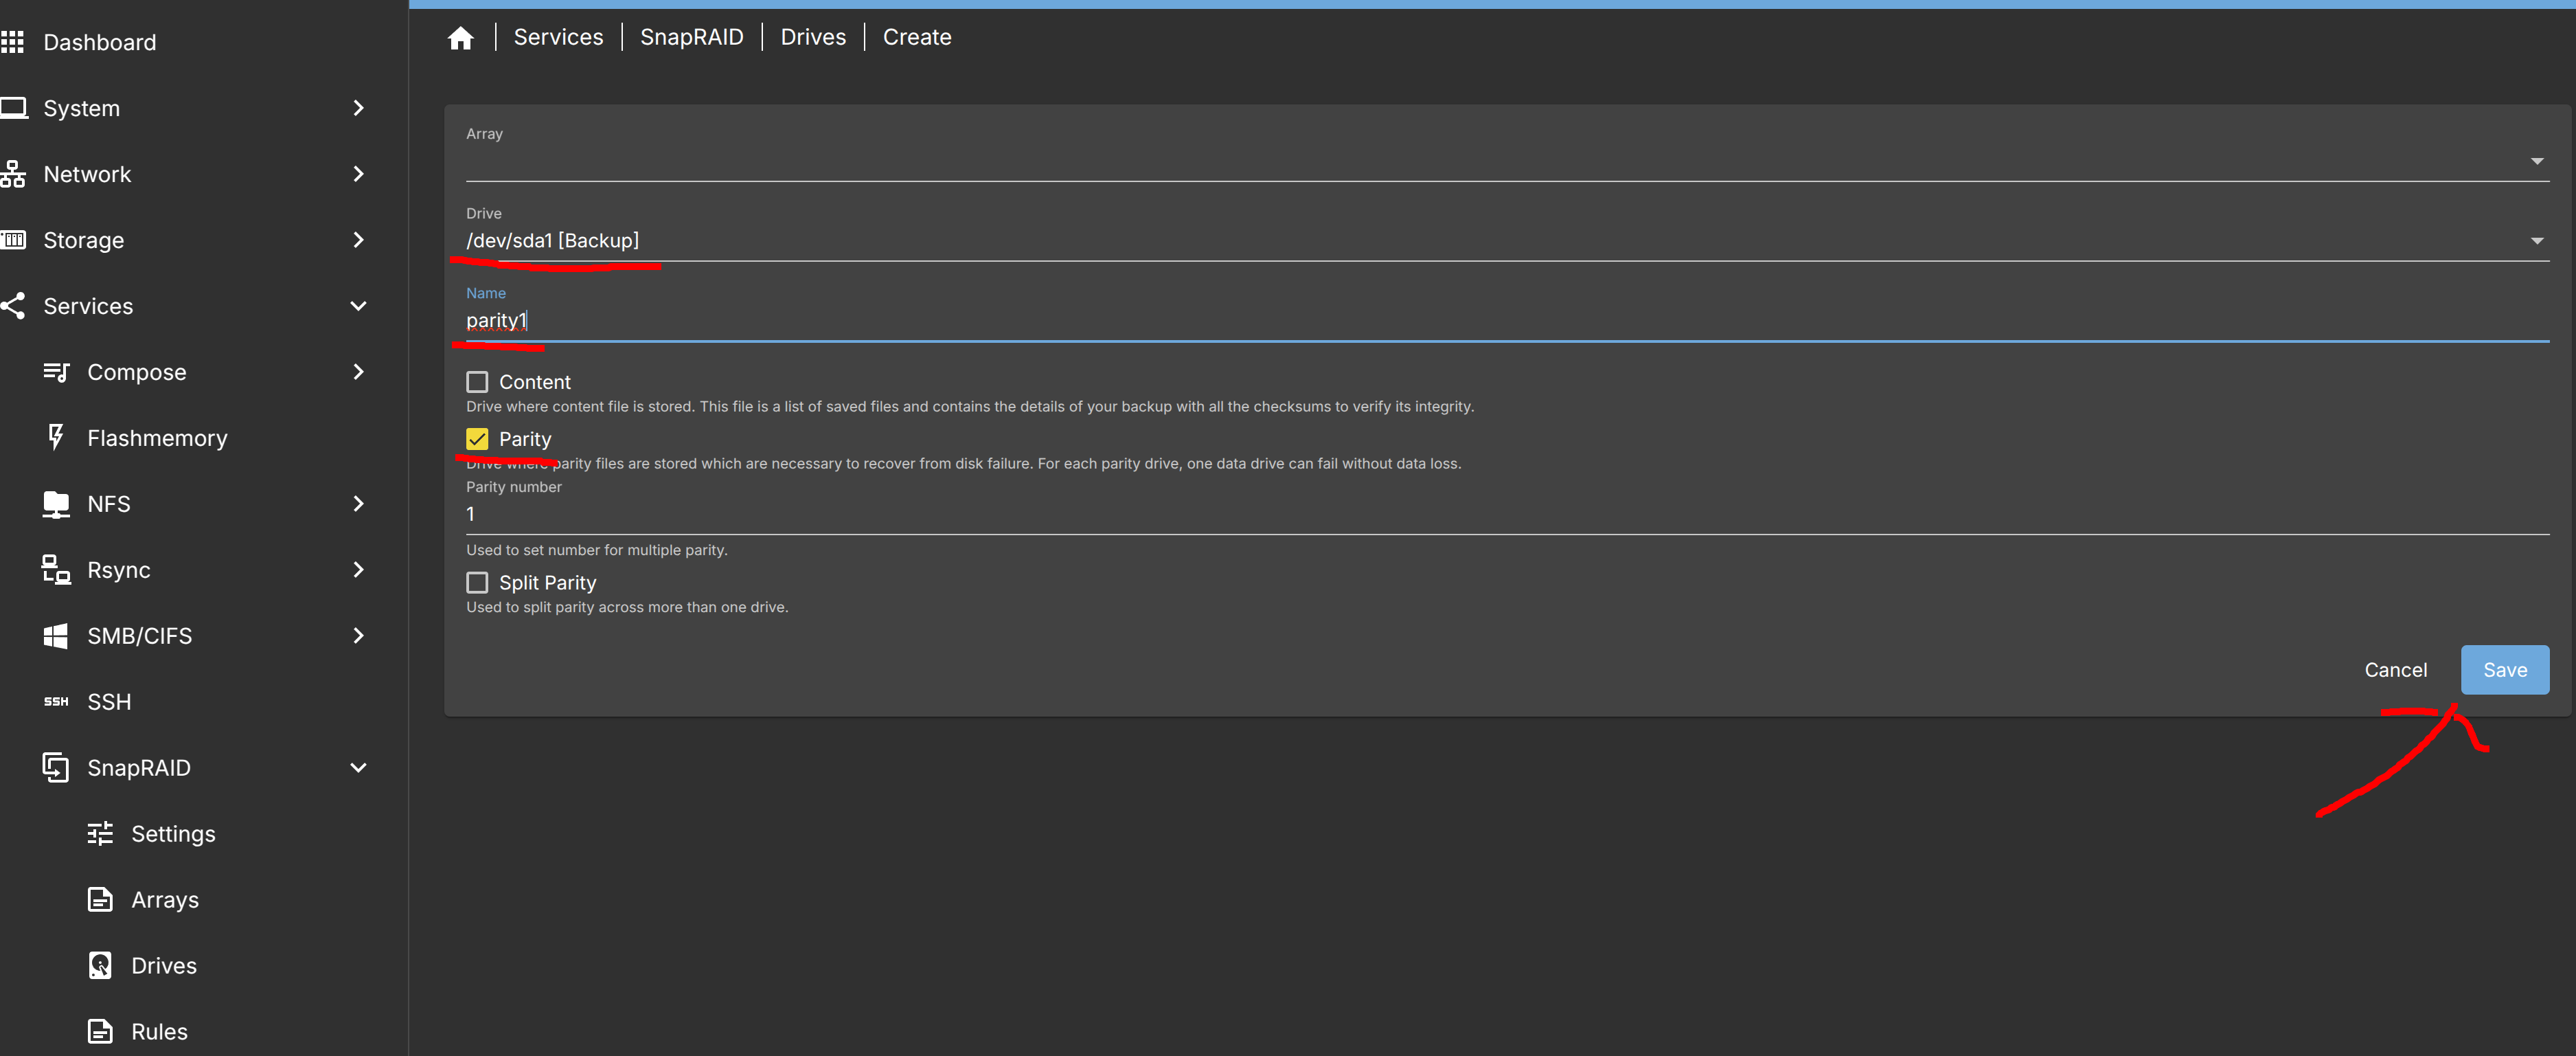 Dashboard
System
Network
Storage
Services
Compose
Flashmemory
NFS
Rsync
SMB/CIFS
SSH SSH
SnapRAID
Settings
Arrays
Drives
Rules
Services | SnapRAID | Drives | Create
Array
Drive
/dev/sda1 [Backup]
Name
parity1
Content
Drive where content file is stored. This file is a list of saved files and contains the details of your backup with all the checksums to verify its integrity.
Parity
Drive where parity files are stored which are necessary to recover from disk failure. For each parity drive, one data drive can fail without data loss.
Parity number
1
Used to set number for multiple parity.
Split Parity
Used to split parity across more than one drive.
Cancel Save